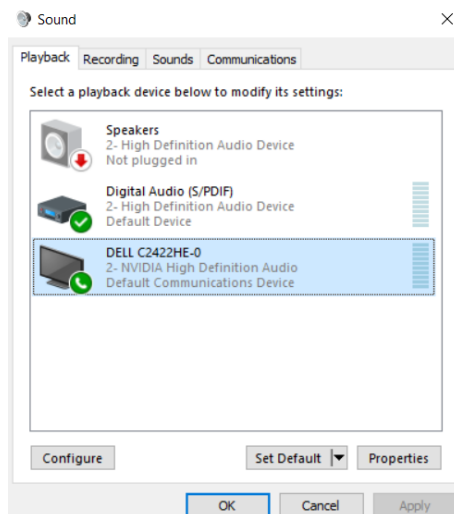 Sound
Playback Recording Sounds Communications
Select a playback device below to modify its settings:
Speakers
2- High Definition Audio Device
Not plugged in
Digital Audio (S/PDIF)
2- High Definition Audio Device
Default Device
DELL C2422HE-0
2- NVIDIA High Definition Audio
Default Communications Device
Configure Set Default Properties
OK Cancel Apply